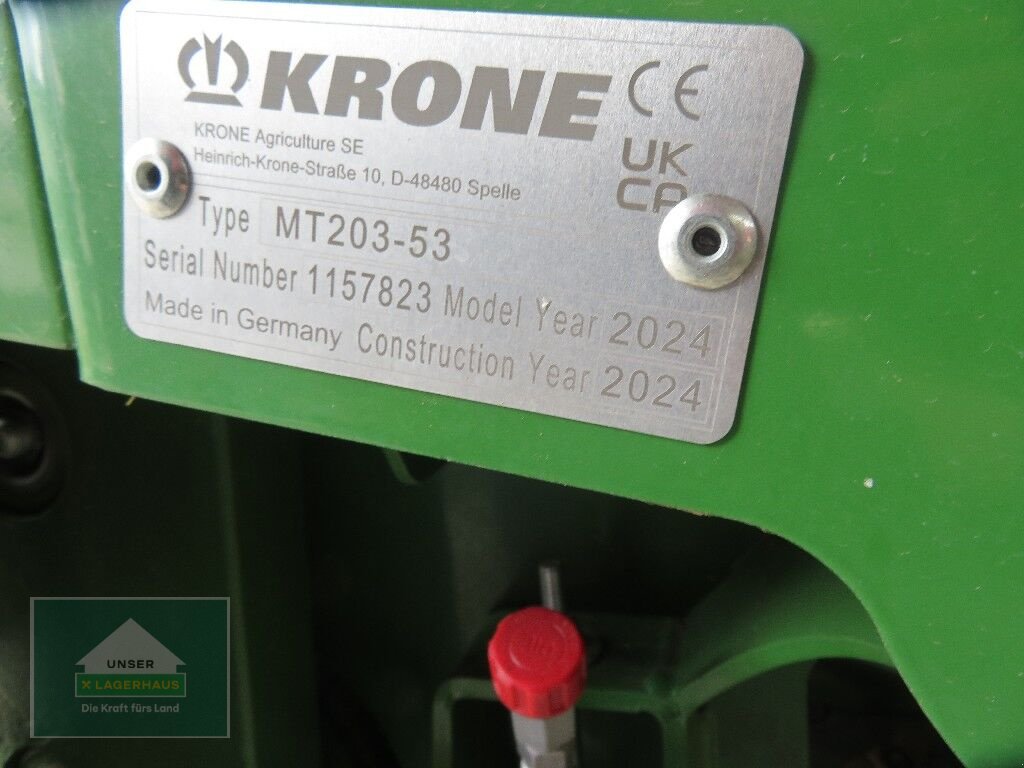 KRONE
CE
UK
CA
KRONE Agriculture SE
Heinrich-Krone-Straße 10, D-48480 Spelle
Type MT203-53
Serial Number 1157823 Model Year 2024
Made in Germany Construction Year 2024
UNSER
X LAGERHAUS
Die Kraft fürs Land